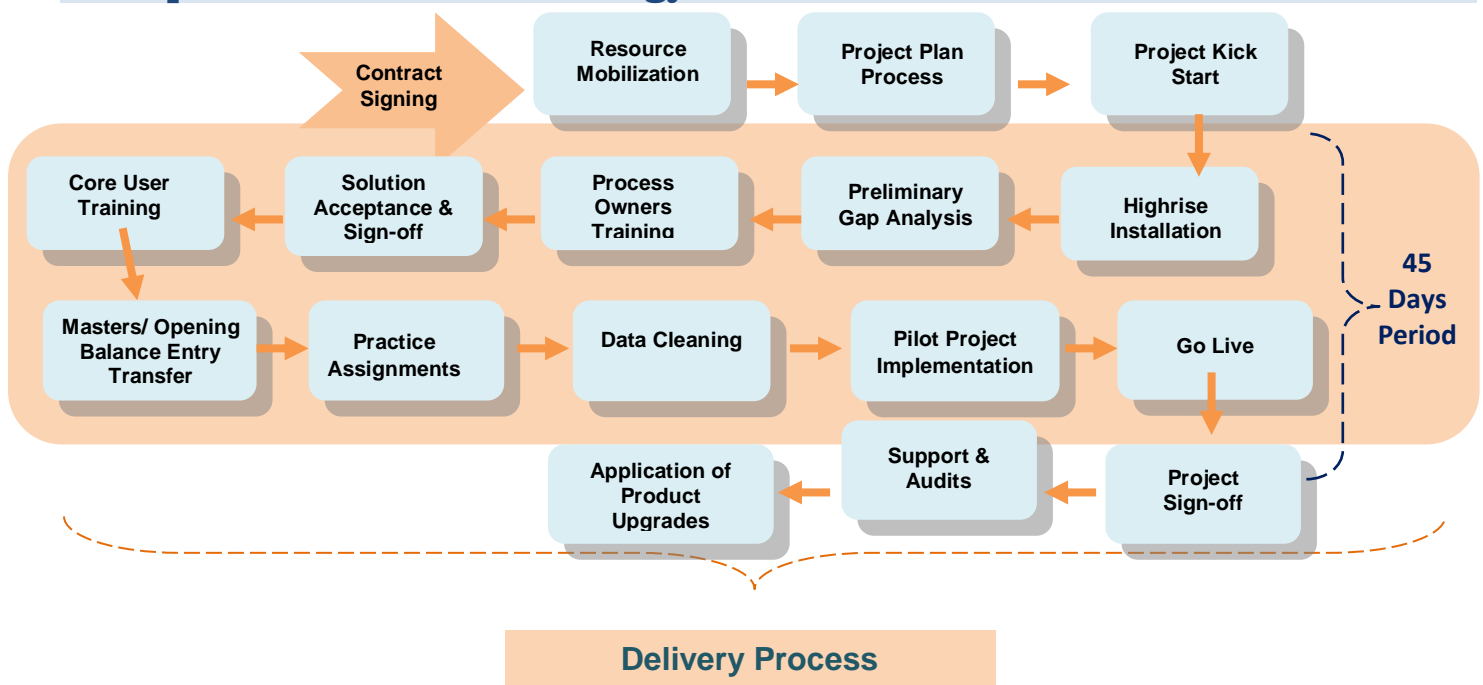 Contract
Signing
Resource
Mobilization
Project Plan
Process
Project Kick
Start
Core User
Training
Solution
Acceptance &
Sign-off
Process
Owners
Training
Preliminary
Gap Analysis
Highrise
Installation
45
Days
Period
Masters/ Opening
Balance Entry
Transfer
Practice
Assignments
Data Cleaning
Pilot Project
Implementation
Go Live
Application of
Product
Upgrades
Support &
Audits
Project
Sign-off
Delivery Process